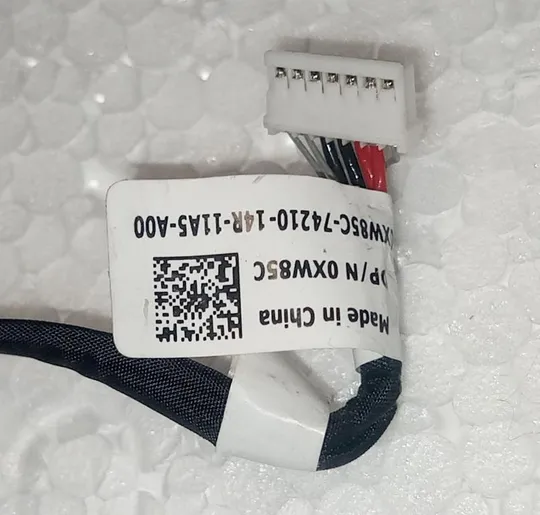 Made in China
DP/N 0XW85C
XW85C-74210-14R-11A5-A00